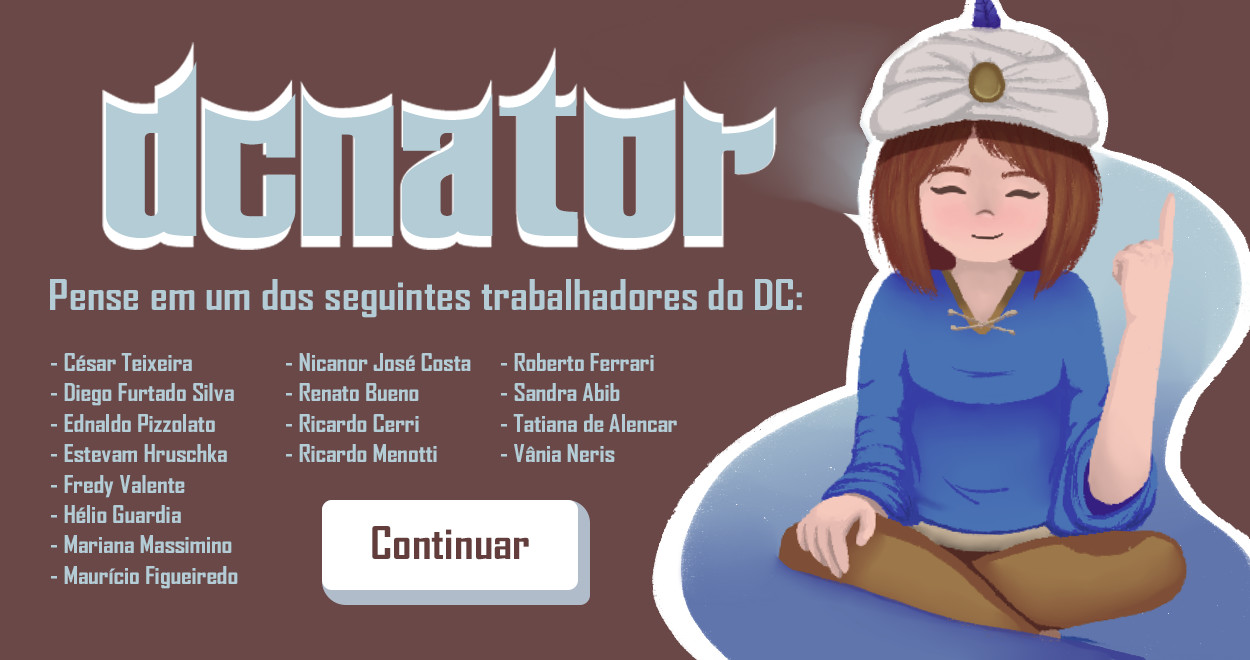 dcnator
Pense em um dos seguintes trabalhadores do DC:
- César Teixeira
- Diego Furtado Silva
- Ednaldo Pizzolato
- Estevam Hruschka
- Fredy Valente
- Hélio Guardia
- Mariana Massimino
- Maurício Figueiredo
- Nicanor José Costa
- Renato Bueno
- Ricardo Cerri
- Ricardo Menotti
- Roberto Ferrari
- Sandra Abib
- Tatiana de Alencar
- Vânia Neris
Continuar